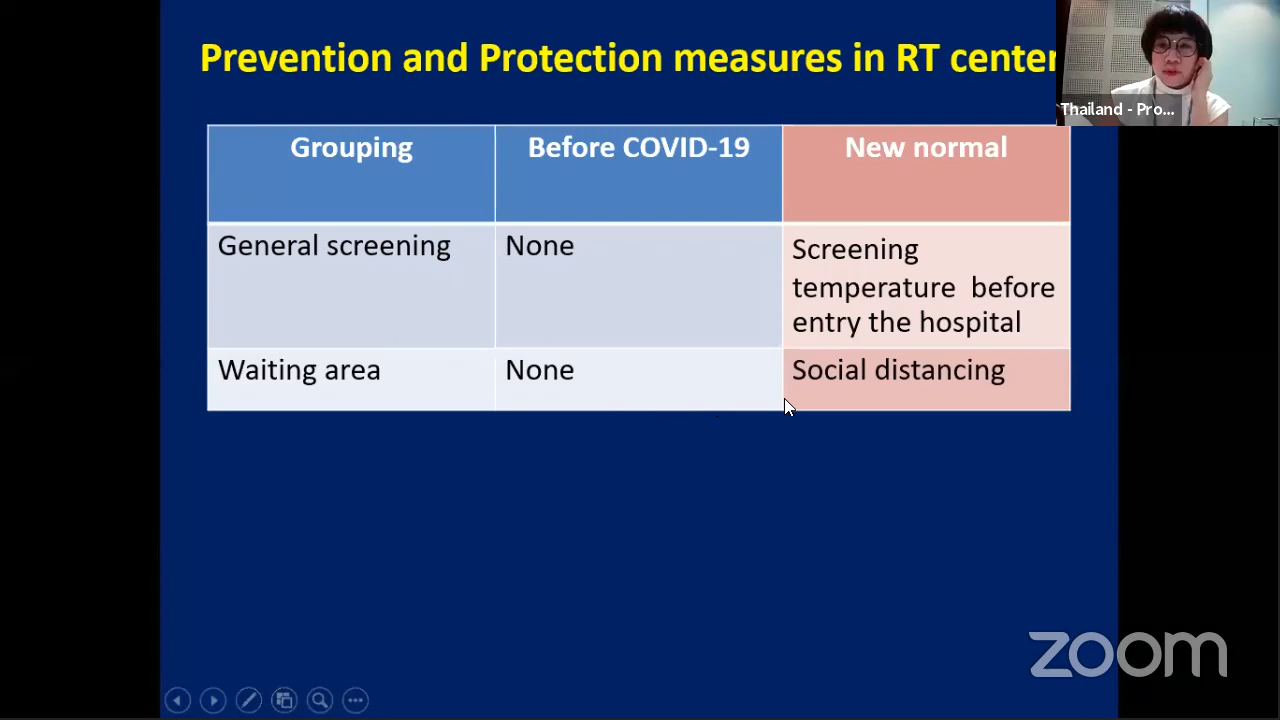 Prevention and Protection measures in RT center
Thailand - Pro...
Grouping
Before COVID-19
New normal
General screening
None
Screening
temperature before
entry the hospital
Waiting area
None
Social distancing
zoom